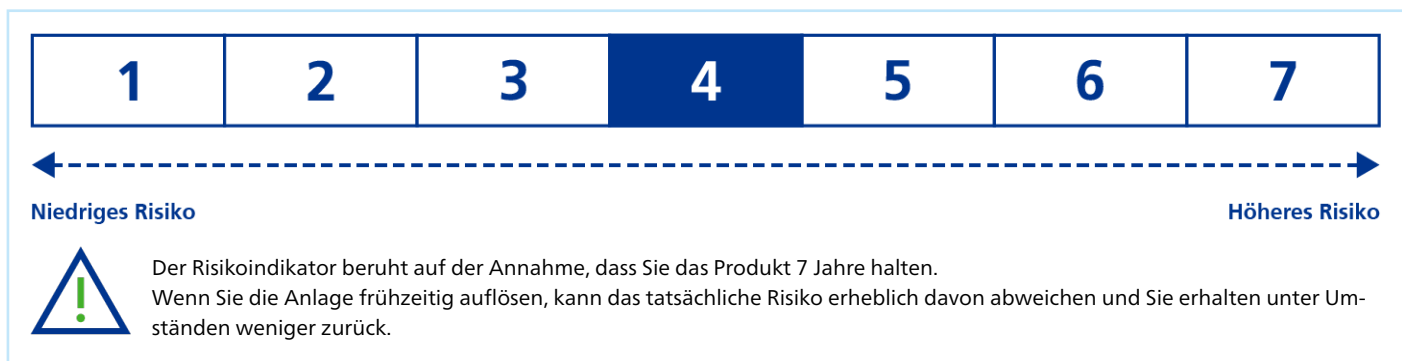 1 2 3 4 5 6 7
Niedriges Risiko Höheres Risiko
Der Risikoindikator beruht auf der Annahme, dass Sie das Produkt 7 Jahre halten.
Wenn Sie die Anlage frühzeitig auflösen, kann das tatsächliche Risiko erheblich davon abweichen und Sie erhalten unter Um-
ständen weniger zurück.